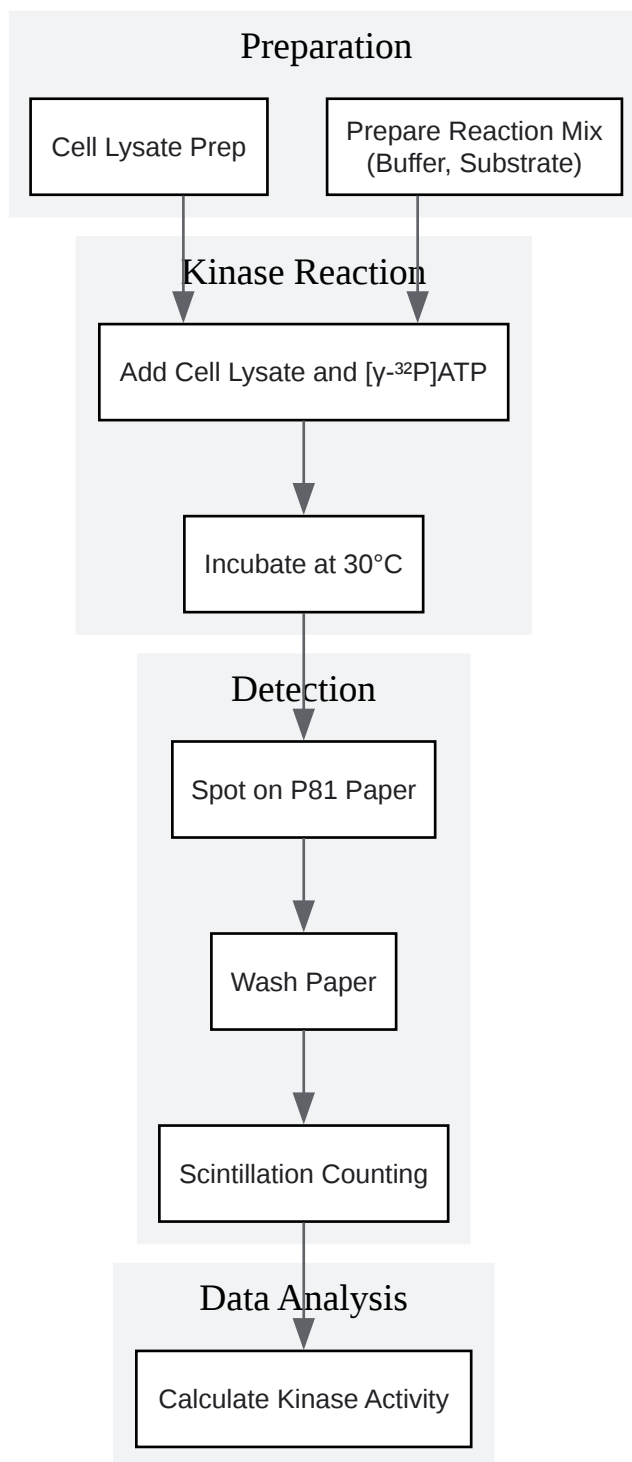 Preparation
Cell Lysate Prep
Prepare Reaction Mix
(Buffer, Substrate)
Kinase Reaction
Add Cell Lysate and [γ-³²P]ATP
Incubate at 30°C
Detection
Spot on P81 Paper
Wash Paper
Scintillation Counting
Data Analysis
Calculate Kinase Activity